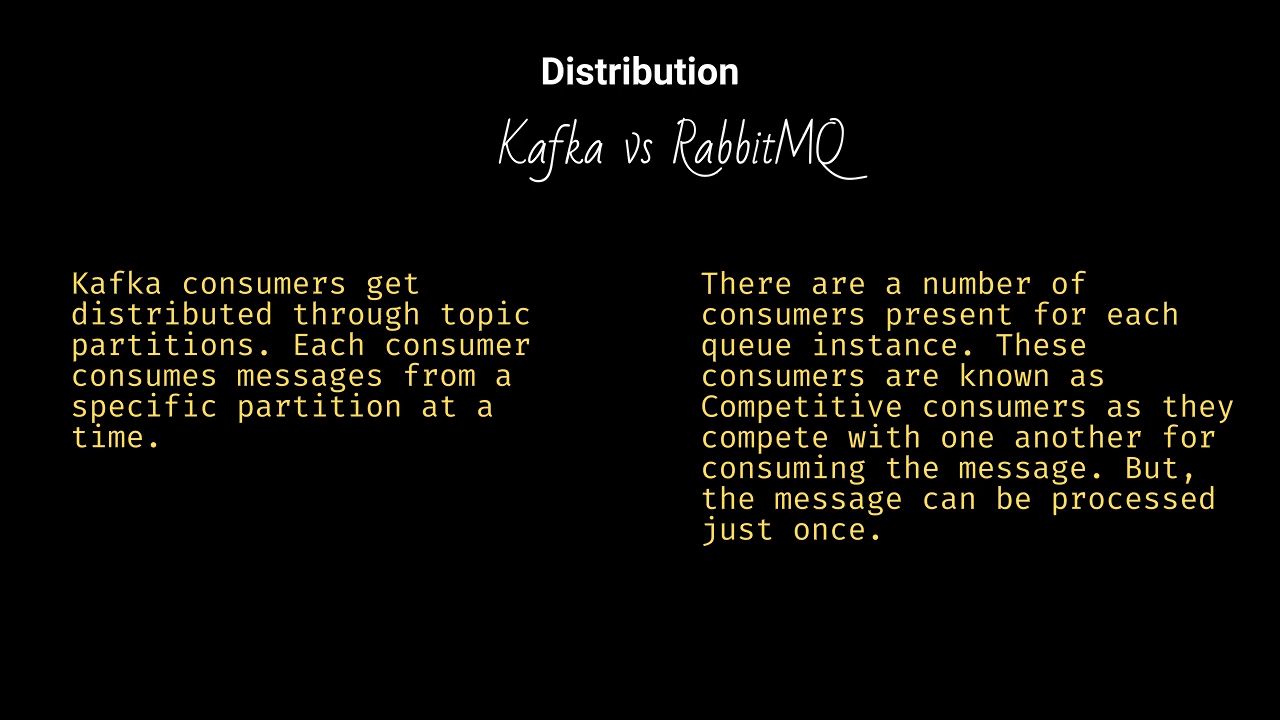 Distribution
Kafka vs RabbitMQ
Kafka consumers get
distributed through topic
partitions. Each consumer
consumes messages from a
specific partition at a
time.
There are a number of
consumers present for each
queue instance. These
consumers are known as
Competitive consumers as they
compete with one another for
consuming the message. But,
the message can be processed
just once.